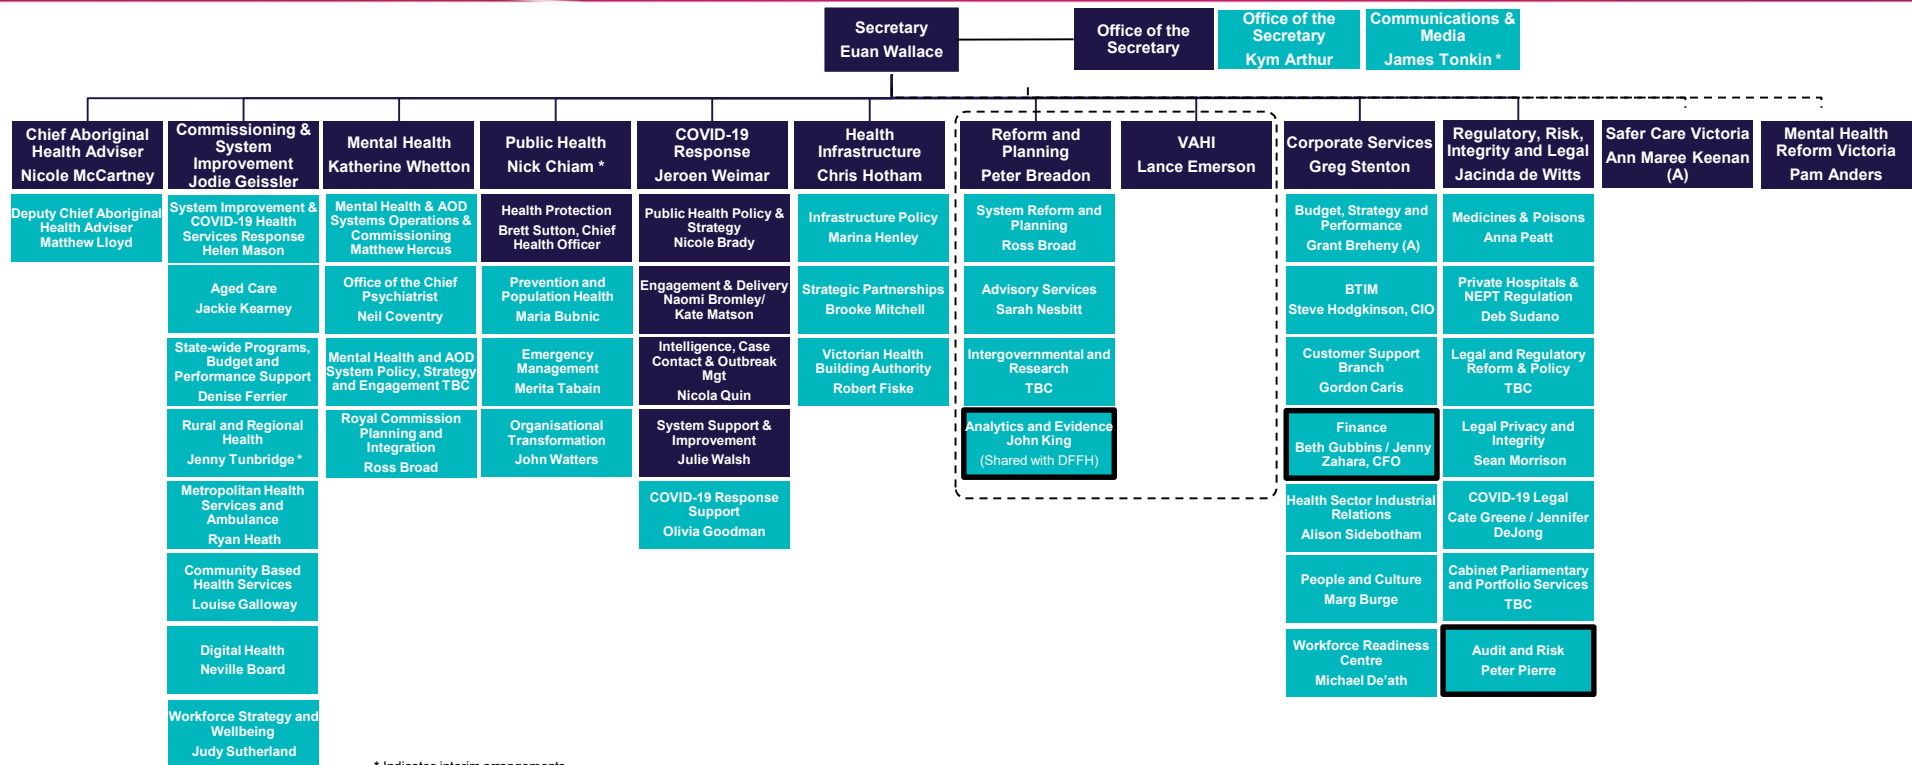 Secretary
Euan Wallace
Office of the
Secretary
Office of the
Secretary
Kym Arthur
Communications &
Media
James Tonkin *
Chief Aboriginal
Health Adviser
Nicole McCartney
Deputy Chief Aboriginal
Health Adviser
Matthew Lloyd
Commissioning &
System
Improvement
Jodie Geissler
System Improvement &
COVID-19 Health
Services Response
Helen Mason
Aged Care
Jackie Kearney
State-wide Programs,
Budget and
Performance Support
Denise Ferrier
Rural and Regional
Health
Jenny Tunbridge *
Metropolitan Health
Services and
Ambulance
Ryan Heath
Community Based
Health Services
Louise Galloway
Digital Health
Neville Board
Workforce Strategy and
Wellbeing
Judy Sutherland
Mental Health
Katherine Whetton
Mental Health & AOD
Systems Operations &
Commissioning
Matthew Hercus
Office of the Chief
Psychiatrist
Neil Coventry
Mental Health and AOD
System Policy, Strategy
and Engagement TBC
Royal Commission
Planning and
Integration
Ross Broad
Public Health
Nick Chiam *
Health Protection
Brett Sutton, Chief
Health Officer
Prevention and
Population Health
Maria Bubnic
Emergency
Management
Merita Tabain
Organisational
Transformation
John Watters
COVID-19
Response
Jeroen Weimar
Public Health Policy &
Strategy
Nicole Brady
Engagement & Delivery
Naomi Bromley/
Kate Matson
Intelligence, Case
Contact & Outbreak
Mgt
Nicola Quin
System Support &
Improvement
Julie Walsh
COVID-19 Response
Support
Olivia Goodman
Health
Infrastructure
Chris Hotham
Infrastructure Policy
Marina Henley
Strategic Partnerships
Brooke Mitchell
Victorian Health
Building Authority
Robert Fiske
Reform and
Planning
Peter Breadon
System Reform and
Planning
Ross Broad
Advisory Services
Sarah Nesbitt
Intergovernmental and
Research
TBC
Analytics and Evidence
John King
(Shared with DFFH)
VAHI
Lance Emerson
Corporate Services
Greg Stenton
Budget, Strategy and
Performance
Grant Breheny (A)
BTIM
Steve Hodgkinson, CIO
Customer Support
Branch
Gordon Caris
Finance
Beth Gubbins / Jenny
Zahara, CFO
Health Sector Industrial
Relations
Alison Sidebotham
People and Culture
Marg Burge
Workforce Readiness
Centre
Michael De’ath
Regulatory, Risk,
Integrity and Legal
Jacinda de Witts
Medicines & Poisons
Anna Peatt
Private Hospitals &
NEPT Regulation
Deb Sudano
Legal and Regulatory
Reform & Policy
TBC
Legal Privacy and
Integrity
Sean Morrison
COVID-19 Legal
Cate Greene / Jennifer
DeJong
Cabinet Parliamentary
and Portfolio Services
TBC
Audit and Risk
Peter Pierre
Safer Care Victoria
Ann Maree Keenan
(A)
Mental Health
Reform Victoria
Pam Anders
* Indicates interim arrangements